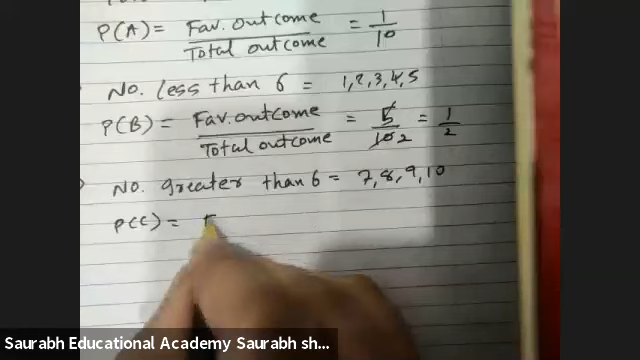 P(A) = Fav. outcome / Total outcome = 1/10
No. less than 6 = 1,2,3,4,5
P(B) = Fav. outcome / Total outcome = 5/10 2 = 1/2
No. greater than 6 = 7,8,9,10
P(C) =
Saurabh Educational Academy Saurabh sh...